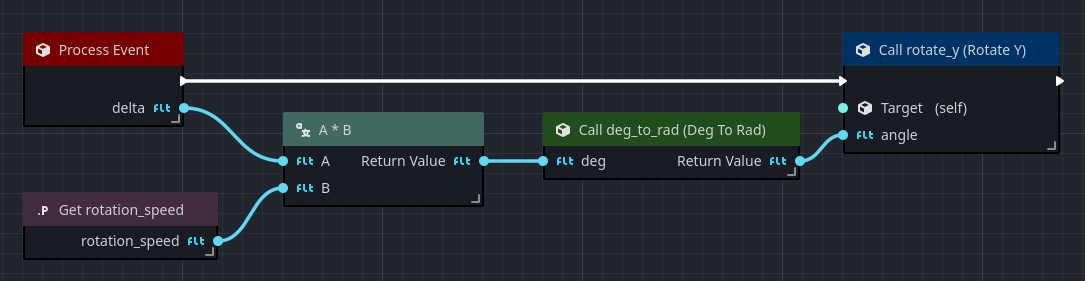 Process Event
delta flt
Get rotation_speed
.P
rotation_speed flt
A * B
flt A Return Value flt
flt B
Call deg_to_rad (Deg To Rad)
flt deg Return Value flt
Call rotate_y (Rotate Y)
Target (self)
flt angle